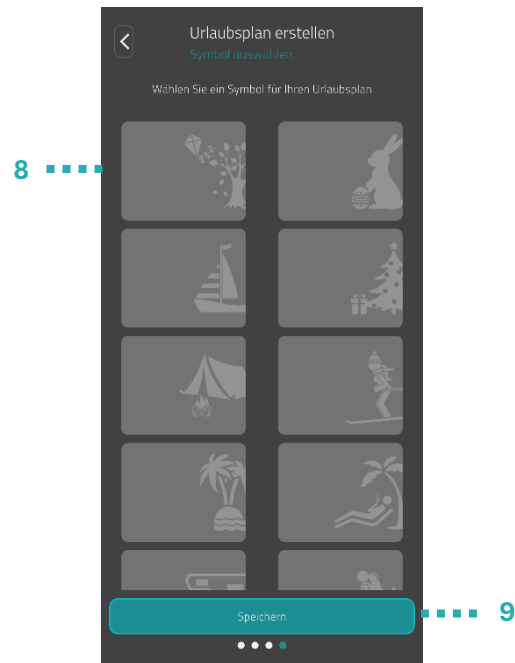 Urlaubsplan erstellen
Symbol auswählen
Wählen Sie ein Symbol für Ihren Urlaubsplan
8
Speichern
9